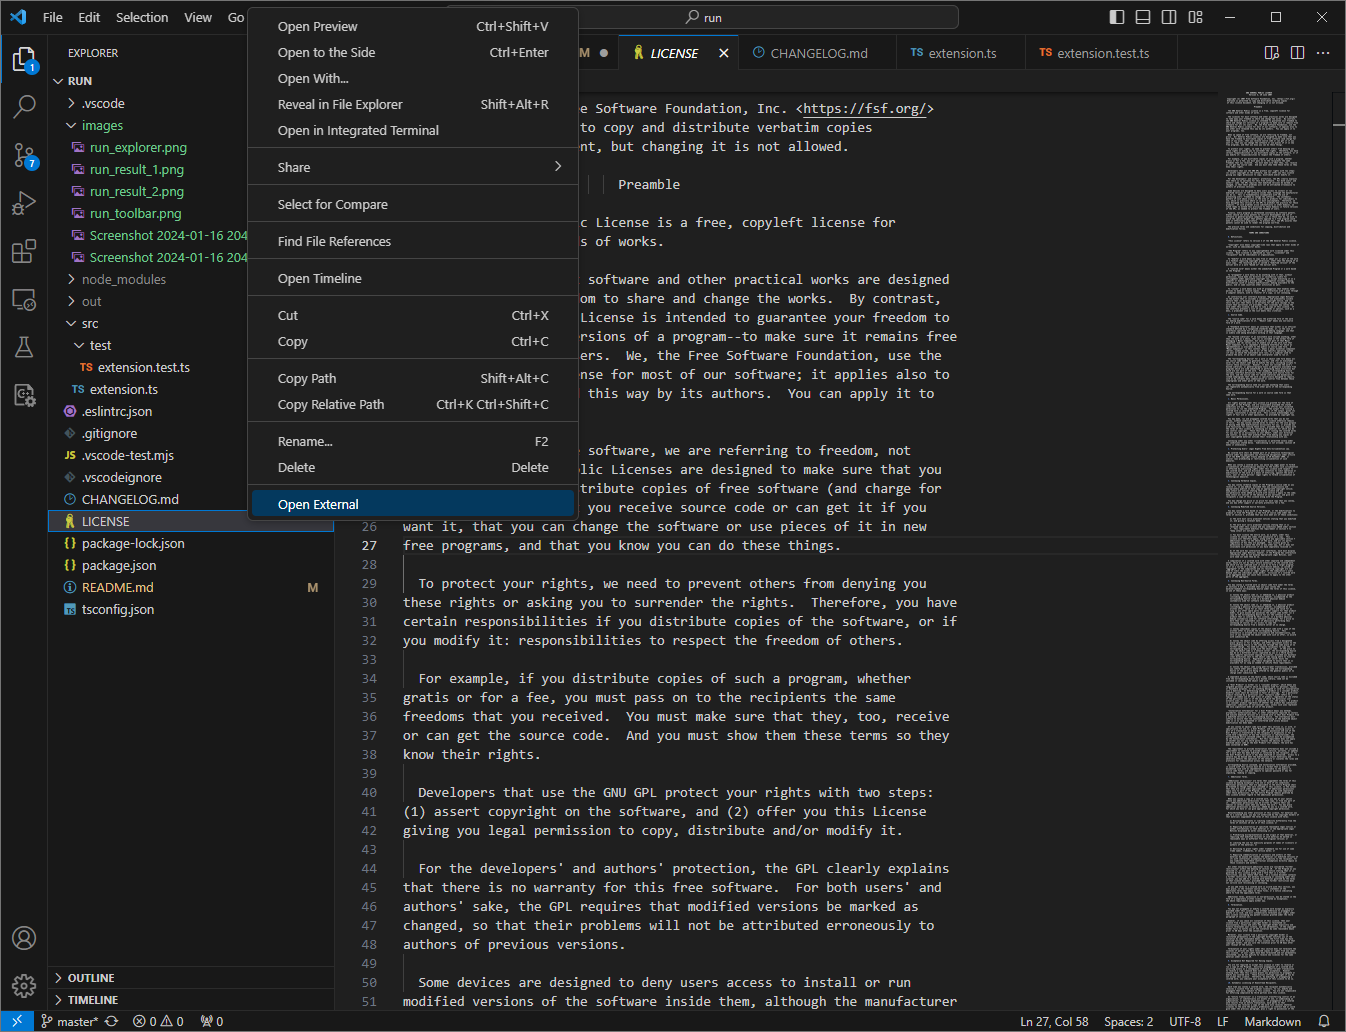 File Edit Selection View Go
run
EXPLORER
RUN
.vscode
images
run_explorer.png
run_result_1.png
run_result_2.png
run_toolbar.png
Screenshot 2024-01-16 204
Screenshot 2024-01-16 204
node_modules
out
src
test
TS extension.test.ts
TS extension.ts
.eslintrc.json
.gitignore
JS .vscode-test.mjs
.vscodeignore
CHANGELOG.md
LICENSE
{} package-lock.json
{} package.json
README.md M
TS tsconfig.json
OUTLINE
TIMELINE
1
7
Open Preview Ctrl+Shift+V
Open to the Side Ctrl+Enter
Open With...
Reveal in File Explorer Shift+Alt+R
Open in Integrated Terminal
Share
Select for Compare
Find File References
Open Timeline
Cut Ctrl+X
Copy Ctrl+C
Copy Path Shift+Alt+C
Copy Relative Path Ctrl+K Ctrl+Shift+C
Rename... F2
Delete Delete
Open External
M LICENSE CHANGELOG.md TS extension.ts TS extension.test.ts
e Software Foundation, Inc. <https://fsf.org/>
to copy and distribute verbatim copies
nt, but changing it is not allowed.
Preamble
c License is a free, copyleft license for
s of works.
software and other practical works are designed
om to share and change the works.  By contrast,
License is intended to guarantee your freedom to
rsions of a program--to make sure it remains free
ers.  We, the Free Software Foundation, use the
nse for most of our software; it applies also to
this way by its authors.  You can apply it to
software, we are referring to freedom, not
lic Licenses are designed to make sure that you
tribute copies of free software (and charge for
you receive source code or can get it if you
26 want it, that you can change the software or use pieces of it in new
27 free programs, and that you know you can do these things.
28
29 To protect your rights, we need to prevent others from denying you
30 these rights or asking you to surrender the rights.  Therefore, you have
31 certain responsibilities if you distribute copies of the software, or if
32 you modify it: responsibilities to respect the freedom of others.
33
34 For example, if you distribute copies of such a program, whether
35 gratis or for a fee, you must pass on to the recipients the same
36 freedoms that you received.  You must make sure that they, too, receive
37 or can get the source code.  And you must show them these terms so they
38 know their rights.
39
40 Developers that use the GNU GPL protect your rights with two steps:
41 (1) assert copyright on the software, and (2) offer you this License
42 giving you legal permission to copy, distribute and/or modify it.
43
44 For the developers' and authors' protection, the GPL clearly explains
45 that there is no warranty for this free software.  For both users' and
46 authors' sake, the GPL requires that modified versions be marked as
47 changed, so that their problems will not be attributed erroneously to
48 authors of previous versions.
49
50 Some devices are designed to deny users access to install or run
51 modified versions of the software inside them, although the manufacturer
master* 0 0 0 Ln 27, Col 58 Spaces: 2 UTF-8 LF Markdown